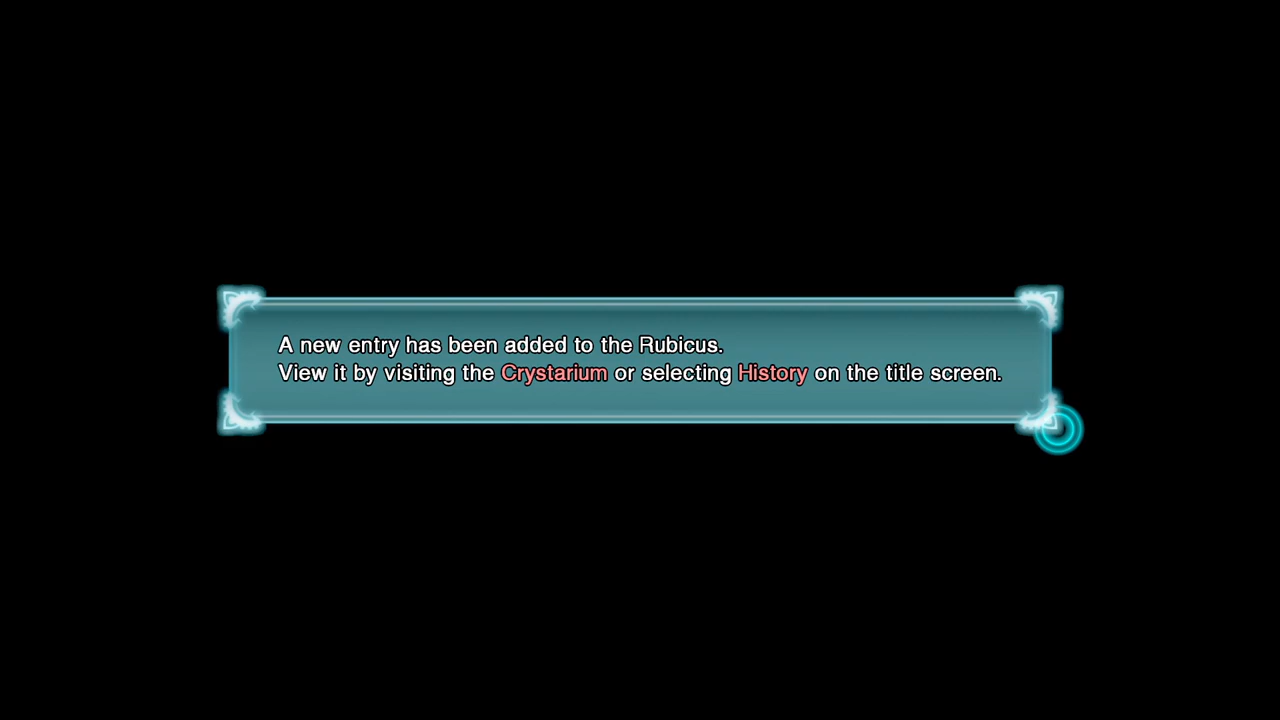 A new entry has been added to the Rubicus.
View it by visiting the Crystarium or selecting History on the title screen.